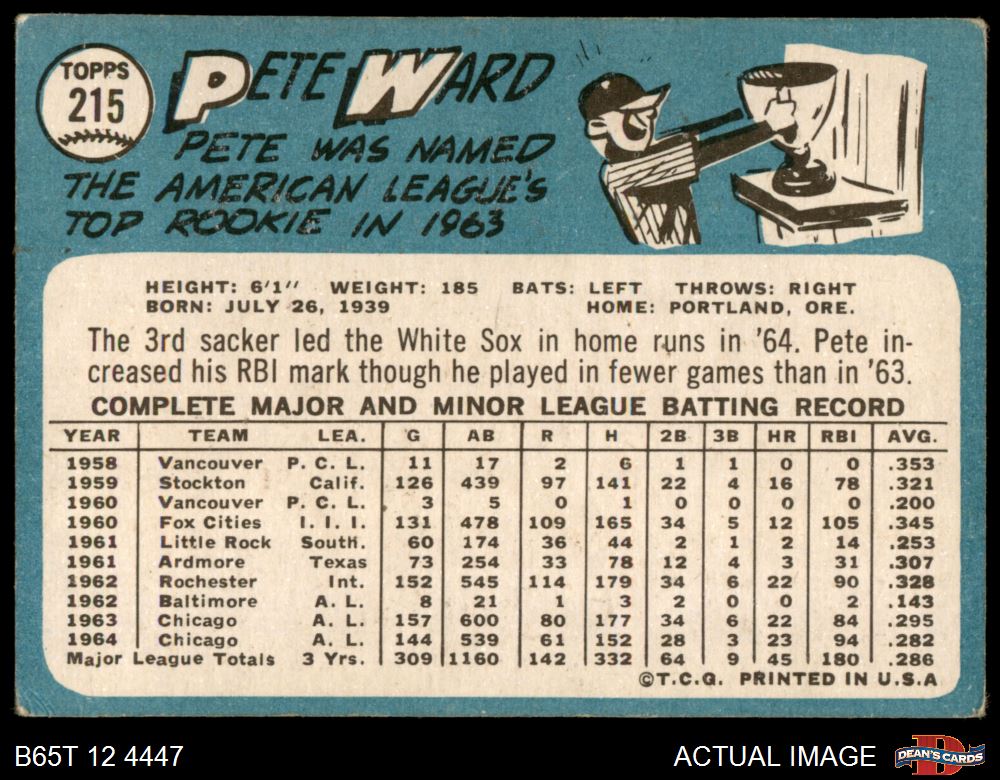 TOPPS
215
PETE WARD
PETE WAS NAMED
THE AMERICAN LEAGUE'S
TOP ROOKIE IN 1963
HEIGHT: 6'1" WEIGHT: 185 BATS: LEFT THROWS: RIGHT
BORN: JULY 26, 1939 HOME: PORTLAND, ORE.
The 3rd sacker led the White Sox in home runs in '64. Pete in-
creased his RBI mark though he played in fewer games than in '63.
COMPLETE MAJOR AND MINOR LEAGUE BATTING RECORD
YEAR TEAM LEA. G AB R H 2B 3B HR RBI AVG.
1958 Vancouver P. C. L. 11 17 2 6 1 1 0 0 .353
1959 Stockton Calif. 126 439 97 141 22 4 16 78 .321
1960 Vancouver P. C. L. 3 5 0 1 0 0 0 0 .200
1960 Fox Cities I. I. I. 131 478 109 165 34 5 12 105 .345
1961 Little Rock South. 60 174 36 44 2 1 2 14 .253
1961 Ardmore Texas 73 254 33 78 12 4 3 31 .307
1962 Rochester Int. 152 545 114 179 34 6 22 90 .328
1962 Baltimore A. L. 8 21 1 3 2 0 0 2 .143
1963 Chicago A. L. 157 600 80 177 34 6 22 84 .295
1964 Chicago A. L. 144 539 61 152 28 3 23 94 .282
Major League Totals 3 Yrs. 309 1160 142 332 64 9 45 180 .286
©T.C.G. PRINTED IN U.S.A
B65T 12 4447
ACTUAL IMAGE
DEAN'S CARDS